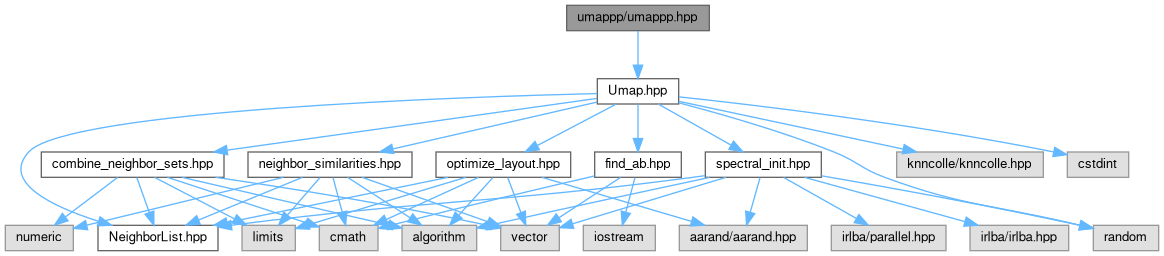 umappp/umappp.hpp
Umap.hpp
combine_neighbor_sets.hpp
neighbor_similarities.hpp
optimize_layout.hpp
find_ab.hpp
spectral_init.hpp
knncolle/knncolle.hpp
cstdint
numeric
NeighborList.hpp
limits
cmath
algorithm
vector
iostream
aarand/aarand.hpp
irlba/parallel.hpp
irlba/irlba.hpp
random